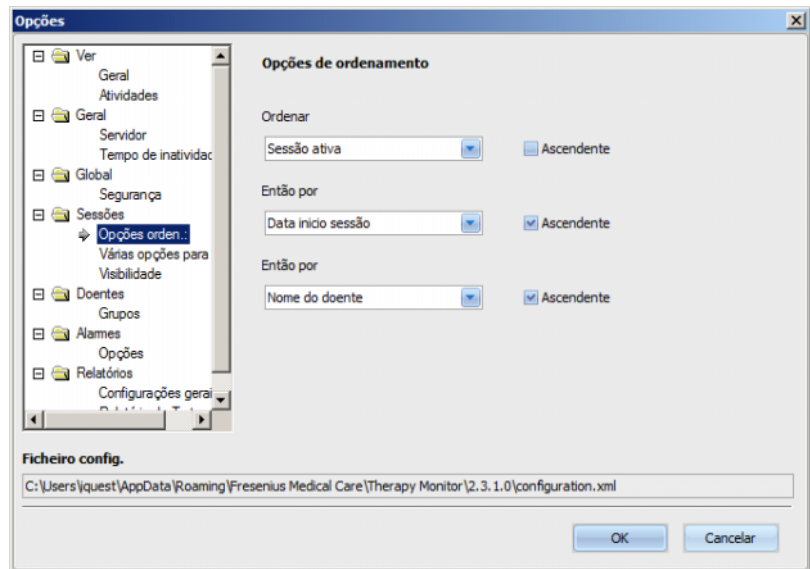 Opções
Ver
Geral
Atividades
Geral
Servidor
Tempo de inatividac
Global
Segurança
Sessões
Opções orden.:
Várias opções para
Visibilidade
Doentes
Grupos
Alarmes
Opções
Relatórios
Configurações gerai
Opções de ordenamento
Ordenar
Sessão ativa
Ascendente
Então por
Data inicio sessão
Ascendente
Então por
Nome do doente
Ascendente
Ficheiro config.
C:\Users\iquest\AppData\Roaming\Fresenius Medical Care\Therapy Monitor\2.3.1.0\configuration.xml
OK
Cancelar